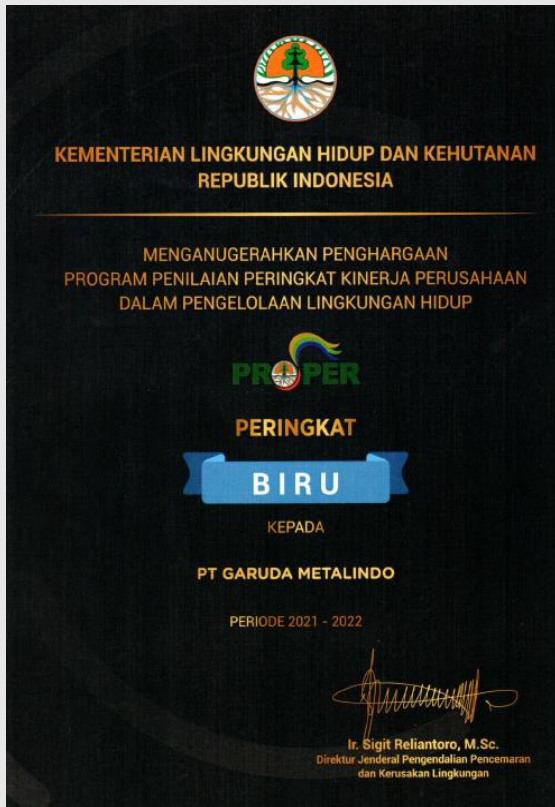 KEMENTERIAN LINGKUNGAN HIDUP DAN KEHUTANAN
REPUBLIK INDONESIA
MENGANUGERAHKAN PENGHARGAAN
PROGRAM PENILAIAN PERINGKAT KINERJA PERUSAHAAN
DALAM PENGELOLAAN LINGKUNGAN HIDUP
PROPER
PERINGKAT
BIRU
KEPADA
PT GARUDA METALINDO
PERIODE 2021 - 2022
Ir. Sigit Reliantoro, M.Sc.
Direktur Jenderal Pengendalian Pencemaran
dan Kerusakan Lingkungan